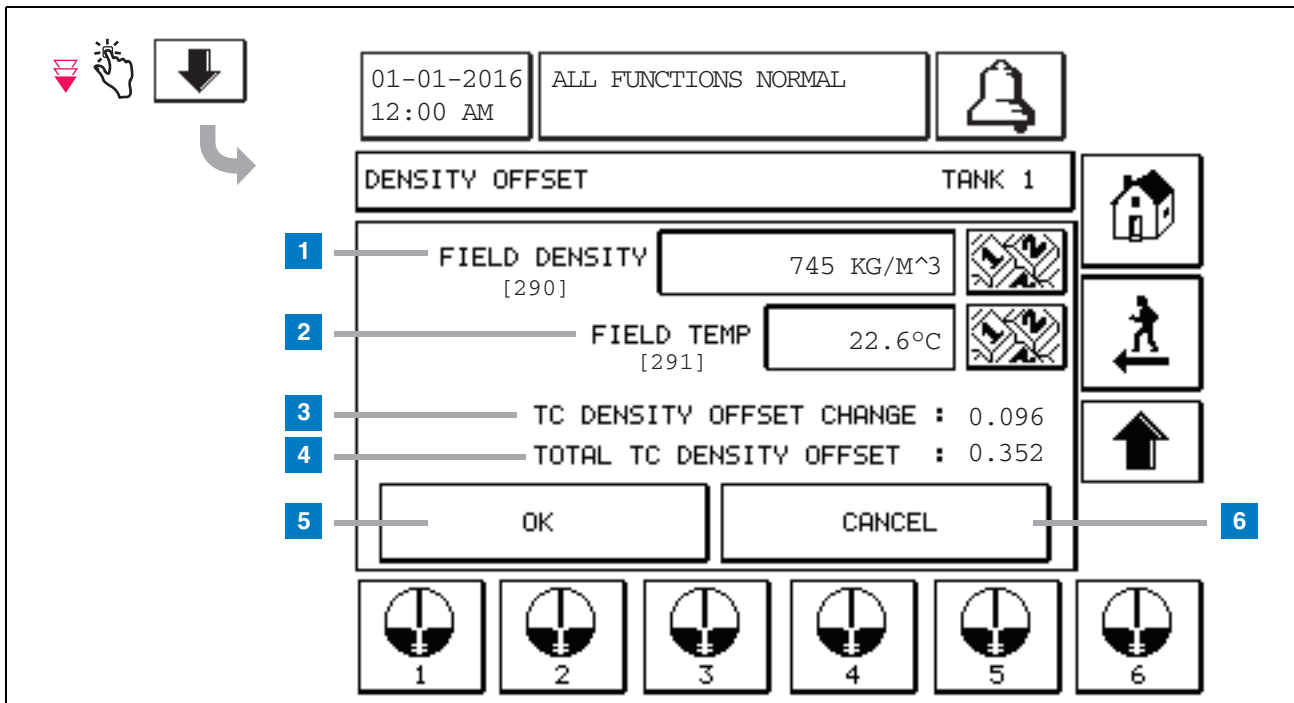 01-01-2016
12:00 AM
ALL FUNCTIONS NORMAL
DENSITY OFFSET TANK 1
1 FIELD DENSITY 745 KG/M^3
[290]
2 FIELD TEMP 22.6°C
[291]
3 TC DENSITY OFFSET CHANGE : 0.096
4 TOTAL TC DENSITY OFFSET : 0.352
5 OK CANCEL 6
1 2 3 4 5 6